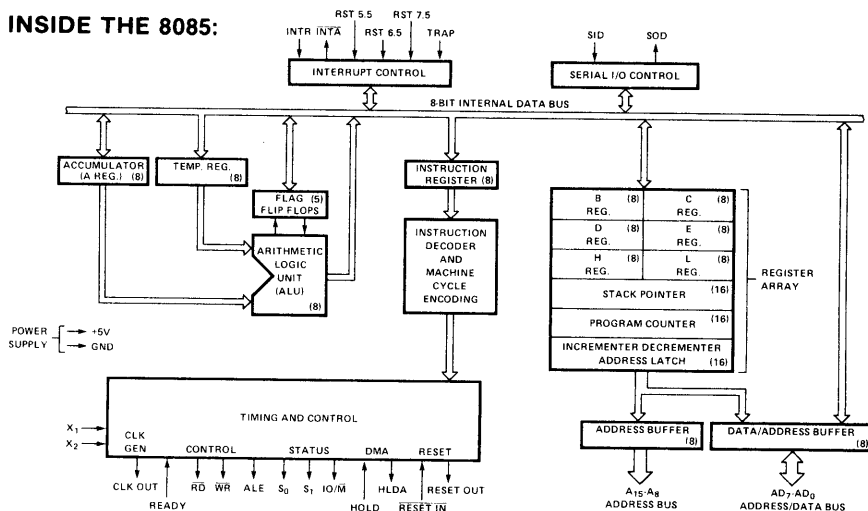 INSIDE THE 8085:
RST 5.5 RST 7.5
INTR INTA RST 6.5 TRAP
SID SOD
INTERRUPT CONTROL
SERIAL I/O CONTROL
8-BIT INTERNAL DATA BUS
ACCUMULATOR
(A REG.) (8)
TEMP. REG.
(8)
FLAG (5)
FLIP FLOPS
ARITHMETIC
LOGIC
UNIT
(ALU)
(8)
INSTRUCTION
REGISTER (8)
INSTRUCTION
DECODER
AND
MACHINE
CYCLE
ENCODING
B (8)
REG.
C (8)
REG.
D (8)
REG.
E (8)
REG.
H (8)
REG.
L (8)
REG.
STACK POINTER (16)
PROGRAM COUNTER (16)
INCREMENTER DECREMENTER
ADDRESS LATCH (16)
REGISTER
ARRAY
POWER
SUPPLY
+5V
GND
TIMING AND CONTROL
X1
X2
CLK
GEN
CONTROL STATUS DMA RESET
CLK OUT
READY
RD WR ALE S0 S1 IO/M
HOLD
HLDA
RESET IN
RESET OUT
ADDRESS BUFFER
(8)
DATA/ADDRESS BUFFER
(8)
A15-A8
ADDRESS BUS
AD7-AD0
ADDRESS/DATA BUS